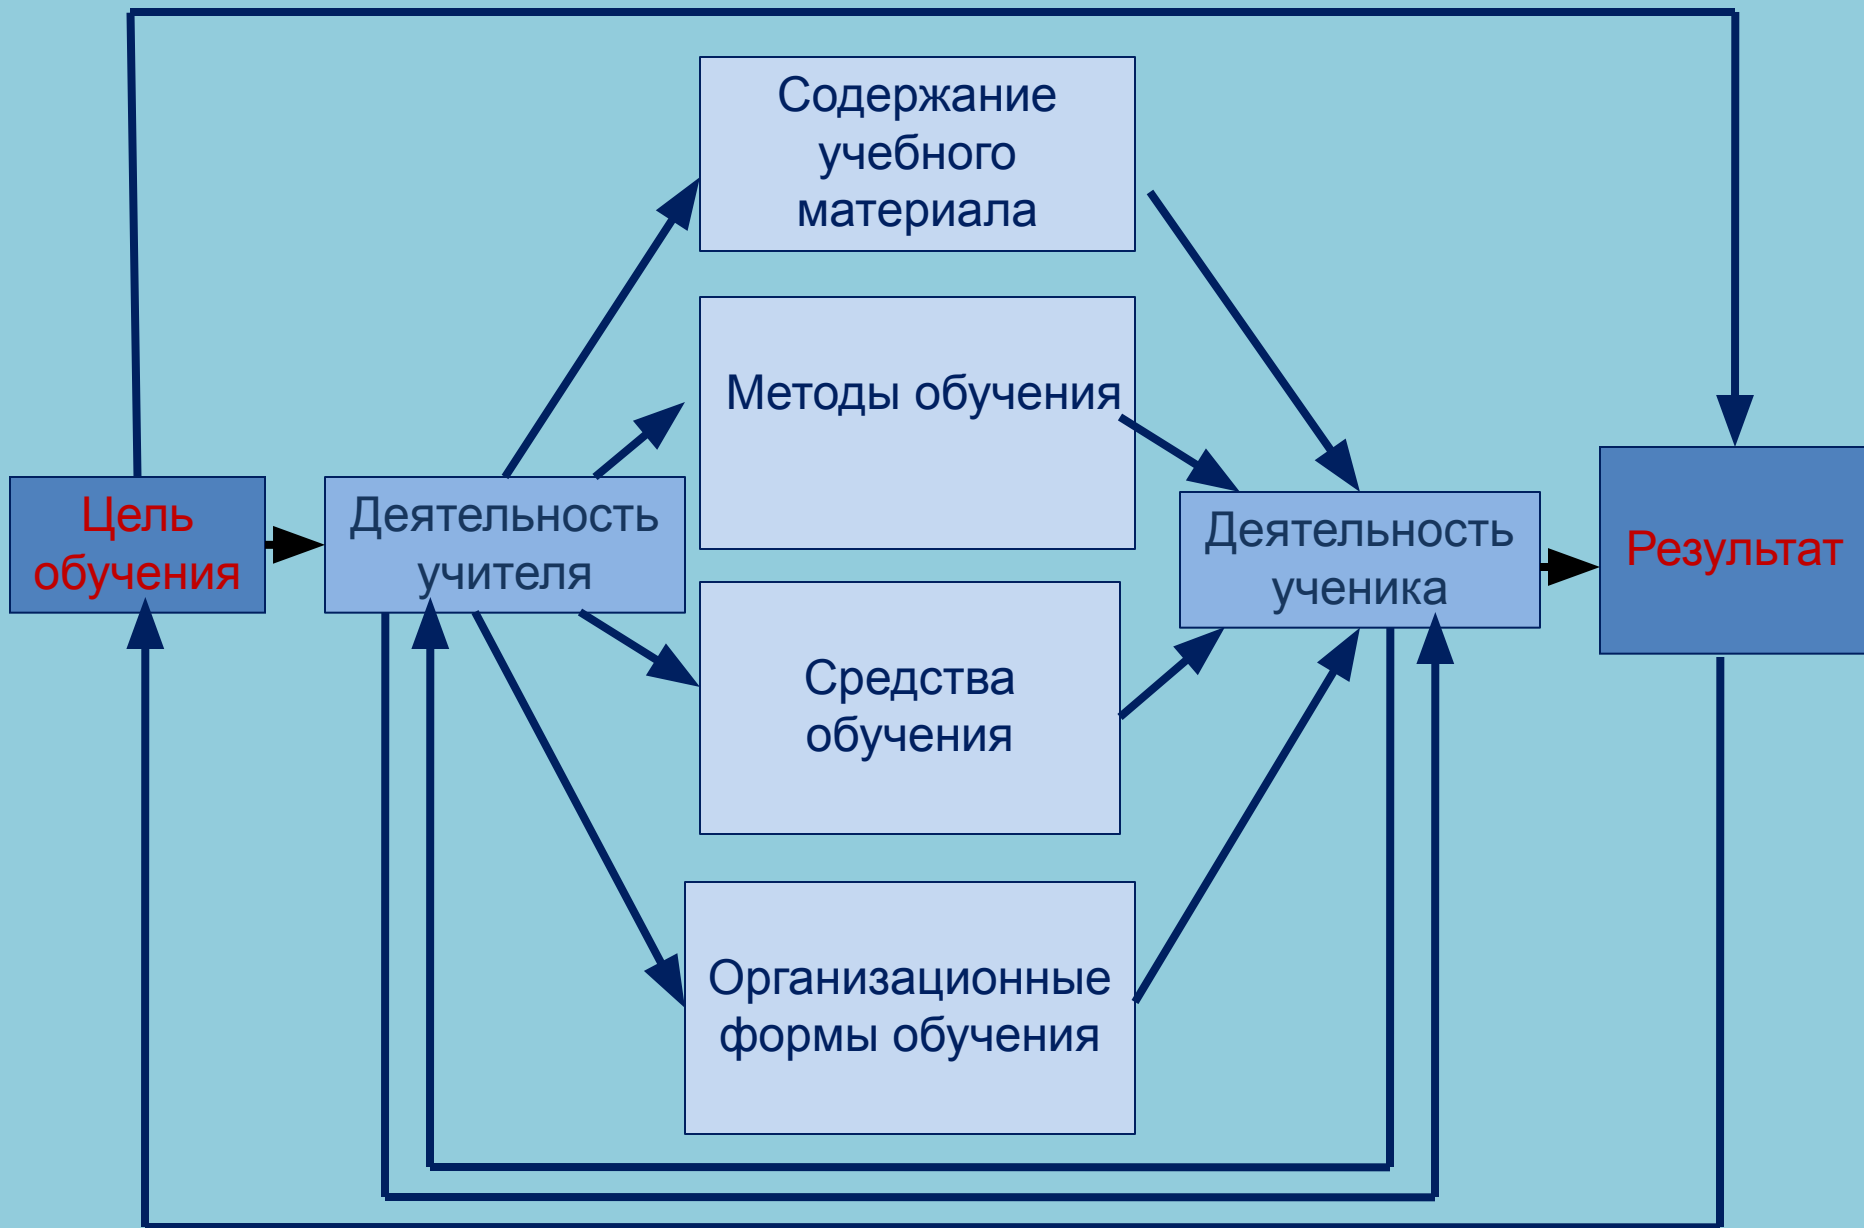 Содержание
учебного
материала
Методы обучения
Цель
обучения
Деятельность
учителя
Деятельность
ученика
Результат
Средства
обучения
Организационные
формы обучения